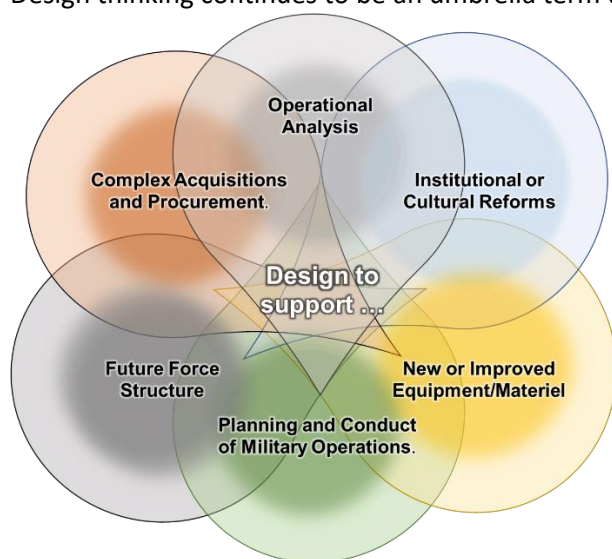 Design thinking continues to be an umbrella term
Operational
Analysis
Complex Acquisitions
and Procurement.
Institutional or
Cultural Reforms
Design to
support ...
Future Force
Structure
New or Improved
Equipment/Materiel
Planning and Conduct
of Military Operations.